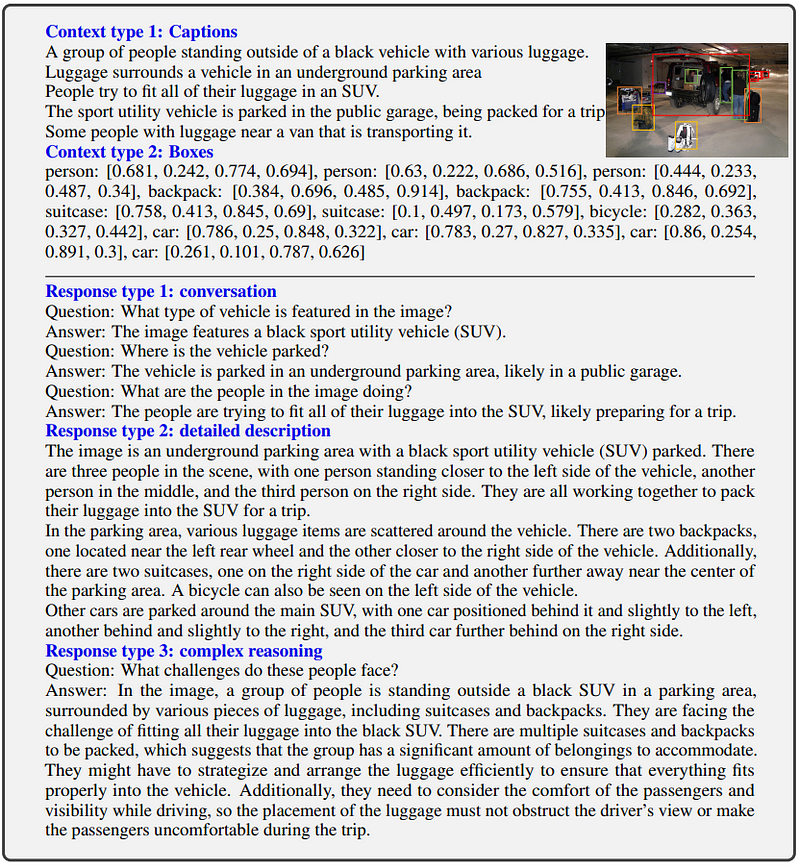 Context type 1: Captions
A group of people standing outside of a black vehicle with various luggage.
Luggage surrounds a vehicle in an underground parking area
People try to fit all of their luggage in an SUV.
The sport utility vehicle is parked in the public garage, being packed for a trip
Some people with luggage near a van that is transporting it.
Context type 2: Boxes
person: [0.681, 0.242, 0.774, 0.694], person: [0.63, 0.222, 0.686, 0.516], person: [0.444, 0.233,
0.487, 0.34], backpack: [0.384, 0.696, 0.485, 0.914], backpack: [0.755, 0.413, 0.846, 0.692],
suitcase: [0.758, 0.413, 0.845, 0.69], suitcase: [0.1, 0.497, 0.173, 0.579], bicycle: [0.282, 0.363,
0.327, 0.442], car: [0.786, 0.25, 0.848, 0.322], car: [0.783, 0.27, 0.827, 0.335], car: [0.86, 0.254,
0.891, 0.3], car: [0.261, 0.101, 0.787, 0.626]
Response type 1: conversation
Question: What type of vehicle is featured in the image?
Answer: The image features a black sport utility vehicle (SUV).
Question: Where is the vehicle parked?
Answer: The vehicle is parked in an underground parking area, likely in a public garage.
Question: What are the people in the image doing?
Answer: The people are trying to fit all of their luggage into the SUV, likely preparing for a trip.
Response type 2: detailed description
The image is an underground parking area with a black sport utility vehicle (SUV) parked. There
are three people in the scene, with one person standing closer to the left side of the vehicle, another
person in the middle, and the third person on the right side. They are all working together to pack
their luggage into the SUV for a trip.
In the parking area, various luggage items are scattered around the vehicle. There are two backpacks,
one located near the left rear wheel and the other closer to the right side of the vehicle. Additionally,
there are two suitcases, one on the right side of the car and another further away near the center of
the parking area. A bicycle can also be seen on the left side of the vehicle.
Other cars are parked around the main SUV, with one car positioned behind it and slightly to the left,
another behind and slightly to the right, and the third car further behind on the right side.
Response type 3: complex reasoning
Question: What challenges do these people face?
Answer: In the image, a group of people is standing outside a black SUV in a parking area,
surrounded by various pieces of luggage, including suitcases and backpacks. They are facing the
challenge of fitting all their luggage into the black SUV. There are multiple suitcases and backpacks
to be packed, which suggests that the group has a significant amount of belongings to accommodate.
They might have to strategize and arrange the luggage efficiently to ensure that everything fits
properly into the vehicle. Additionally, they need to consider the comfort of the passengers and
visibility while driving, so the placement of the luggage must not obstruct the driver's view or make
the passengers uncomfortable during the trip.